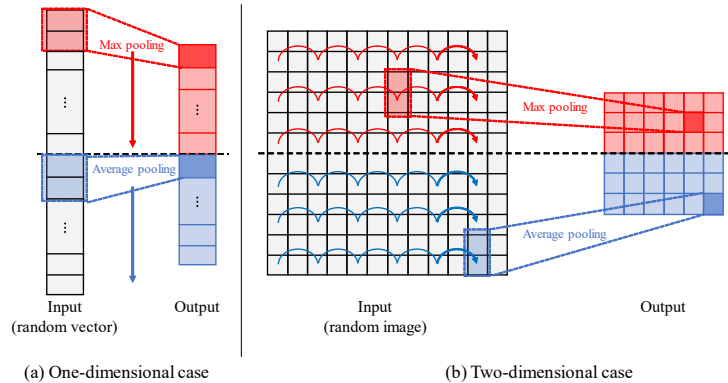 Max pooling
⋮
⋮
Average pooling
⋮
⋮
Input
(random vector)
Output
(a) One-dimensional case
Max pooling
Average pooling
Input
(random image)
Output
(b) Two-dimensional case